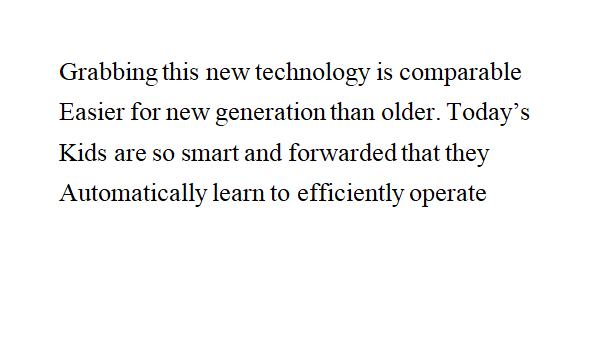 Grabbing this new technology is comparable
Easier for new generation than older. Today’s
Kids are so smart and forwarded that they
Automatically learn to efficiently operate